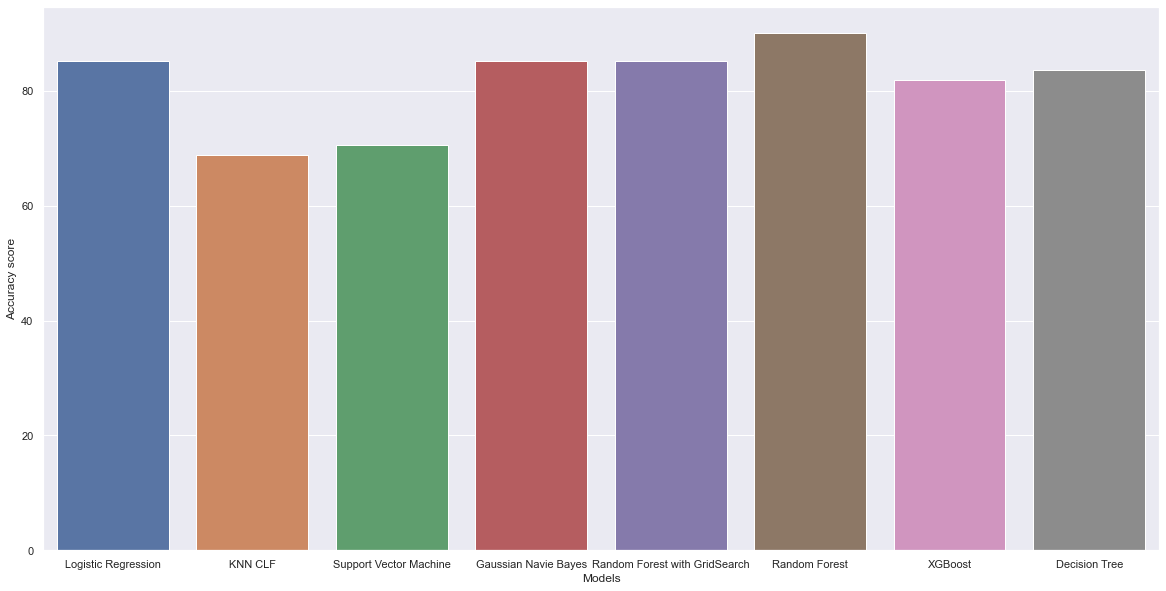 Accuracy score
80
60
40
20
0
Logistic Regression
KNN CLF
Support Vector Machine
Gaussian Navie Bayes
Random Forest with GridSearch
Random Forest
XGBoost
Decision Tree
Models